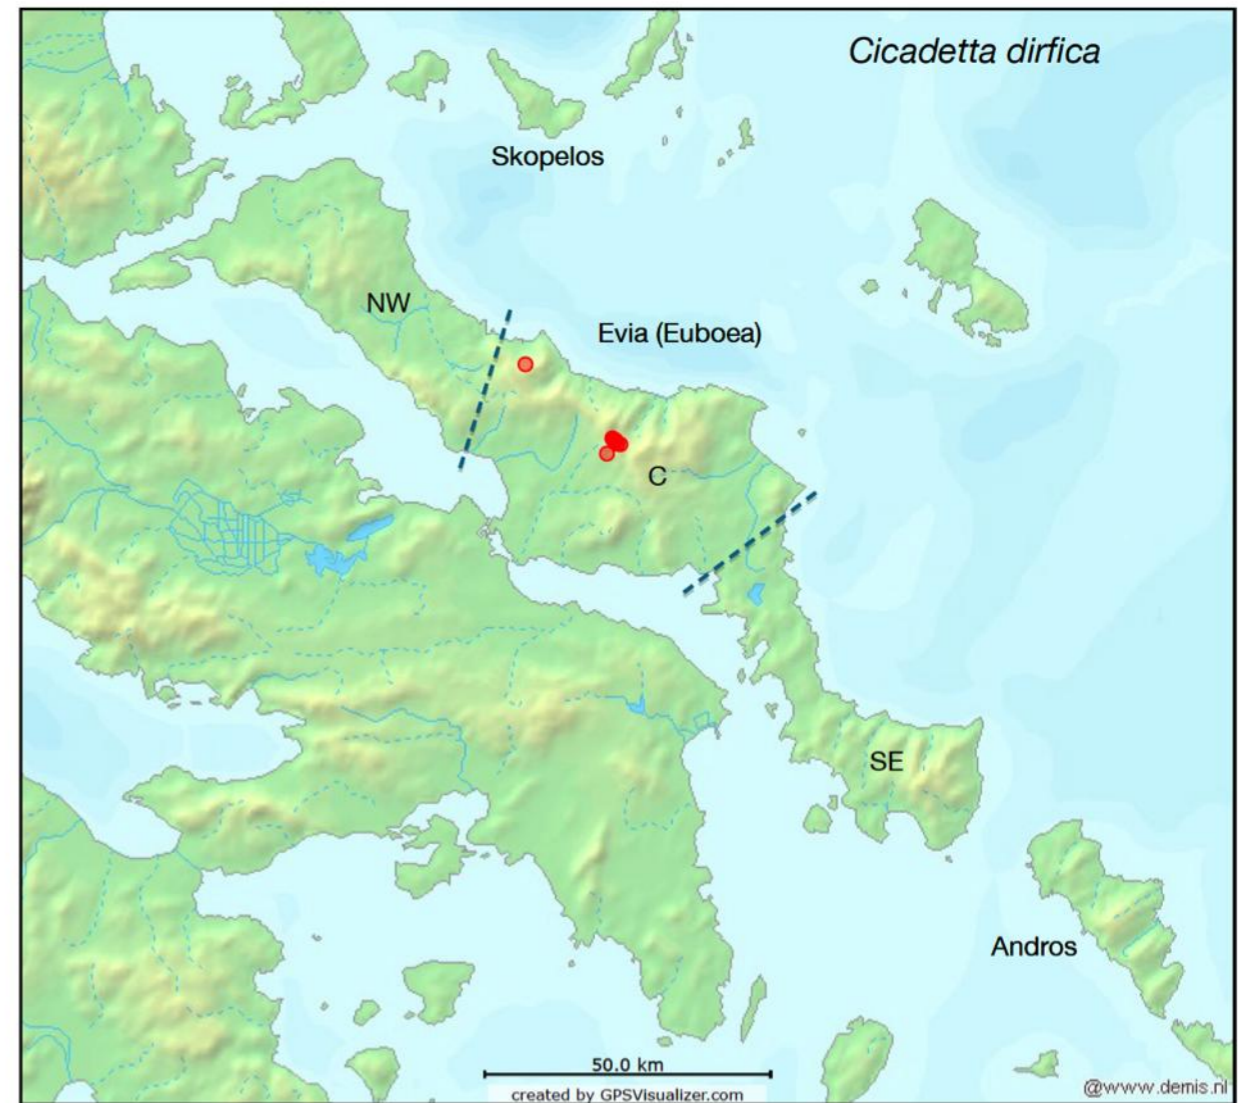 Cicadetta dirfica
Skopelos
NW
Evia (Euboea)
C
SE
Andros
50.0 km
created by GPSVisualizer.com
@www.demis.nl